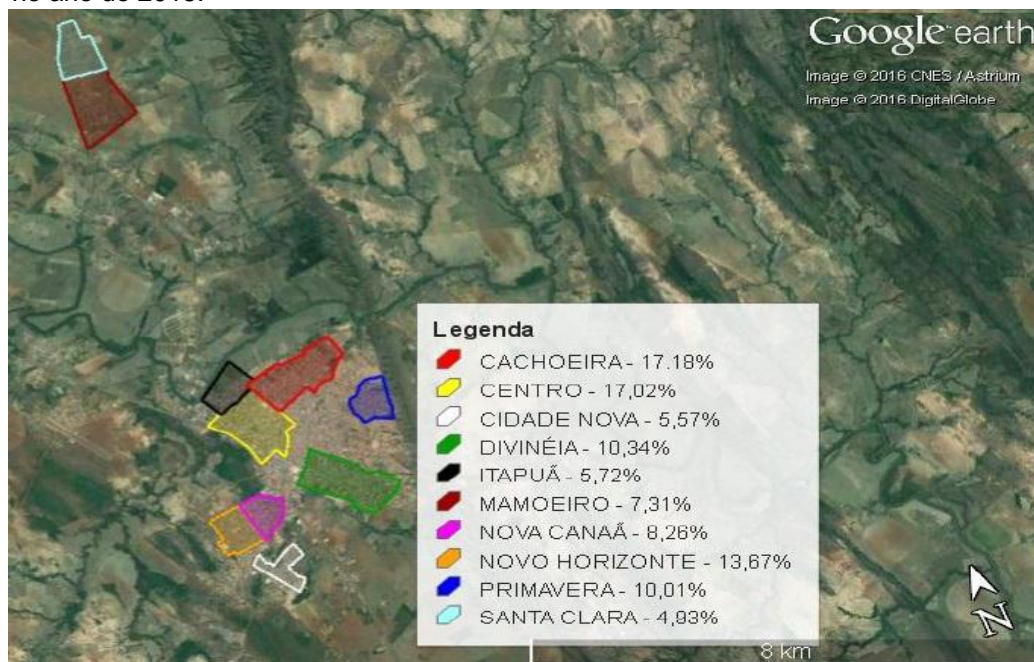 Google earth
Image © 2016 CNES / Astrium
Image © 2016 DigitalGlobe
Legenda
CACHOEIRA - 17.18%
CENTRO - 17,02%
CIDADE NOVA - 5,57%
DIVINÉIA - 10,34%
ITAPUÃ - 5,72%
MAMOEIRO - 7,31%
NOVA CANAÃ - 8,26%
NOVO HORIZONTE - 13,67%
PRIMAVERA - 10,01%
SANTA CLARA - 4,93%
8 km
N